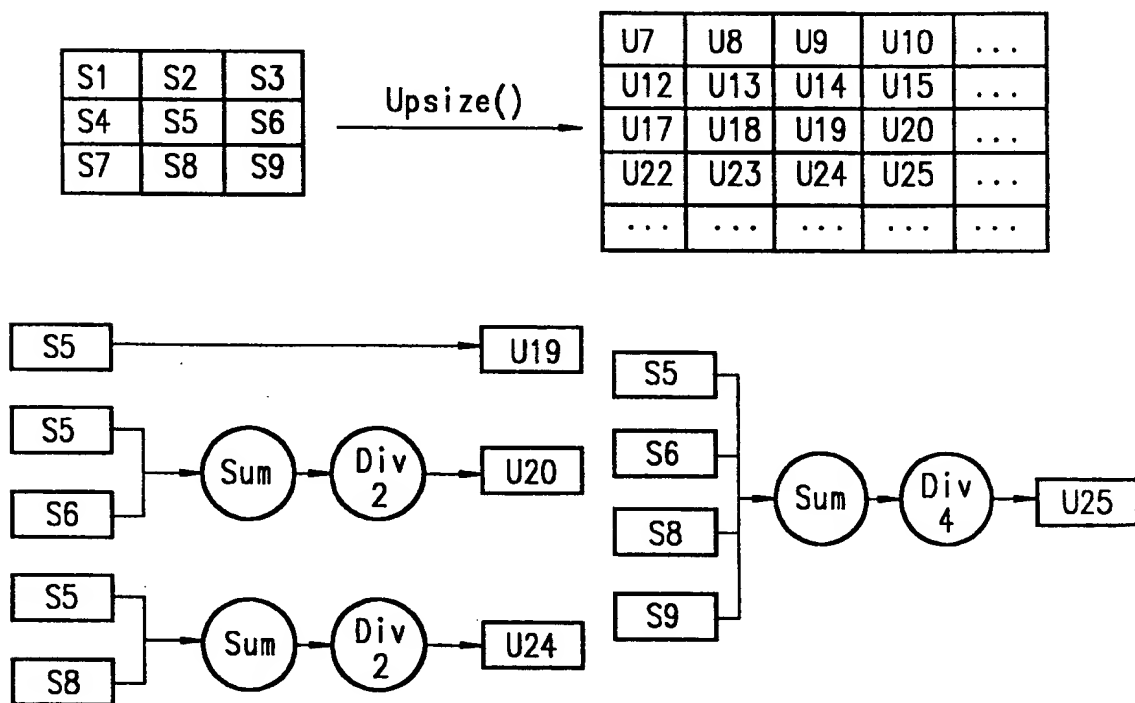 S1 S2 S3
S4 S5 S6
S7 S8 S9
Upsize()
U7 U8 U9 U10 ...
U12 U13 U14 U15 ...
U17 U18 U19 U20 ...
U22 U23 U24 U25 ...
... ... ... ... ...
S5 U19
S5
S6
Sum
Div
2
U20
S5
S8
Sum
Div
2
U24
S5
S6
S8
S9
Sum
Div
4
U25